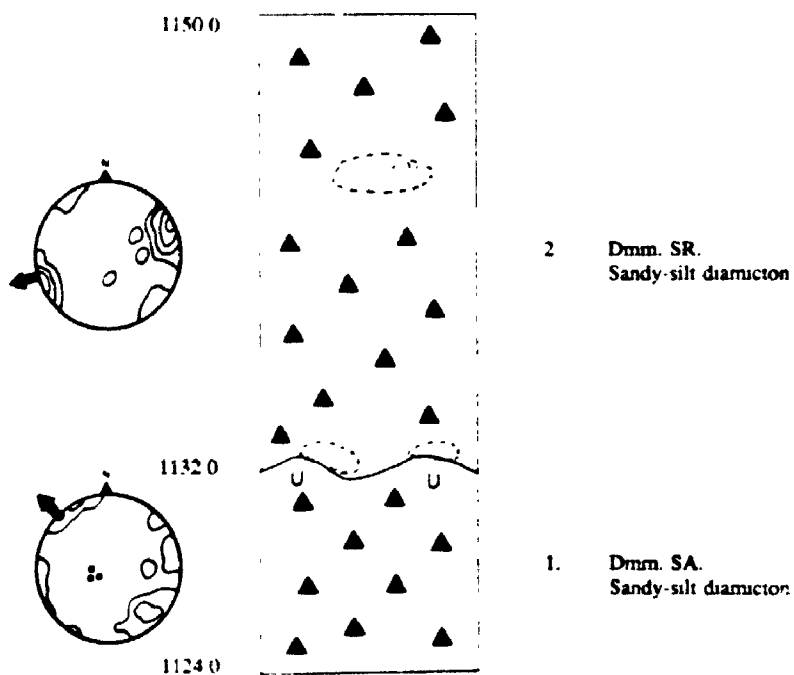 1150 0
N
2 Dmm. SR.
Sandy-silt diamicton
1132 0
U U
N
1. Dmm. SA.
Sandy-silt diamicton
1124 0